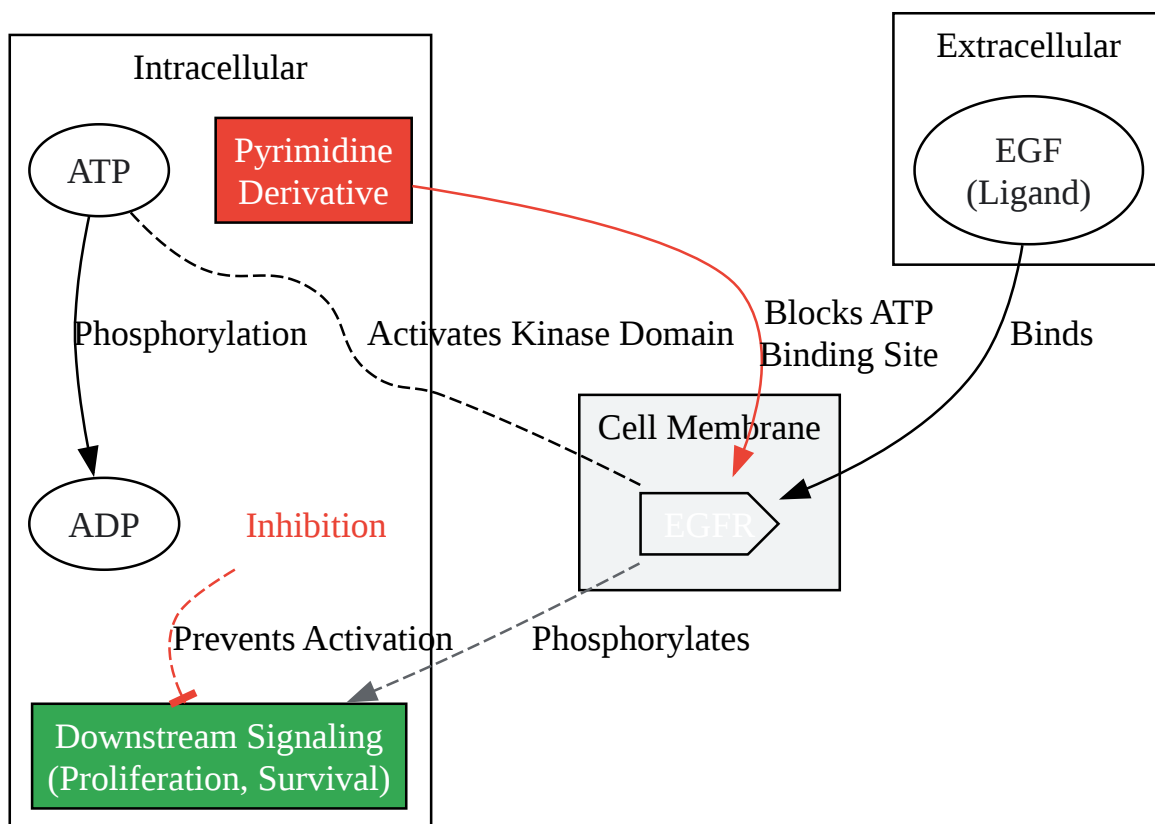 Extracellular
Intracellular
EGF
(Ligand)
ATP
Pyrimidine
Derivative
Phosphorylation
Activates Kinase Domain
Blocks ATP
Binding Site
Binds
Cell Membrane
ADP
Inhibition
EGFR
Prevents Activation
Phosphorylates
Downstream Signaling
(Proliferation, Survival)